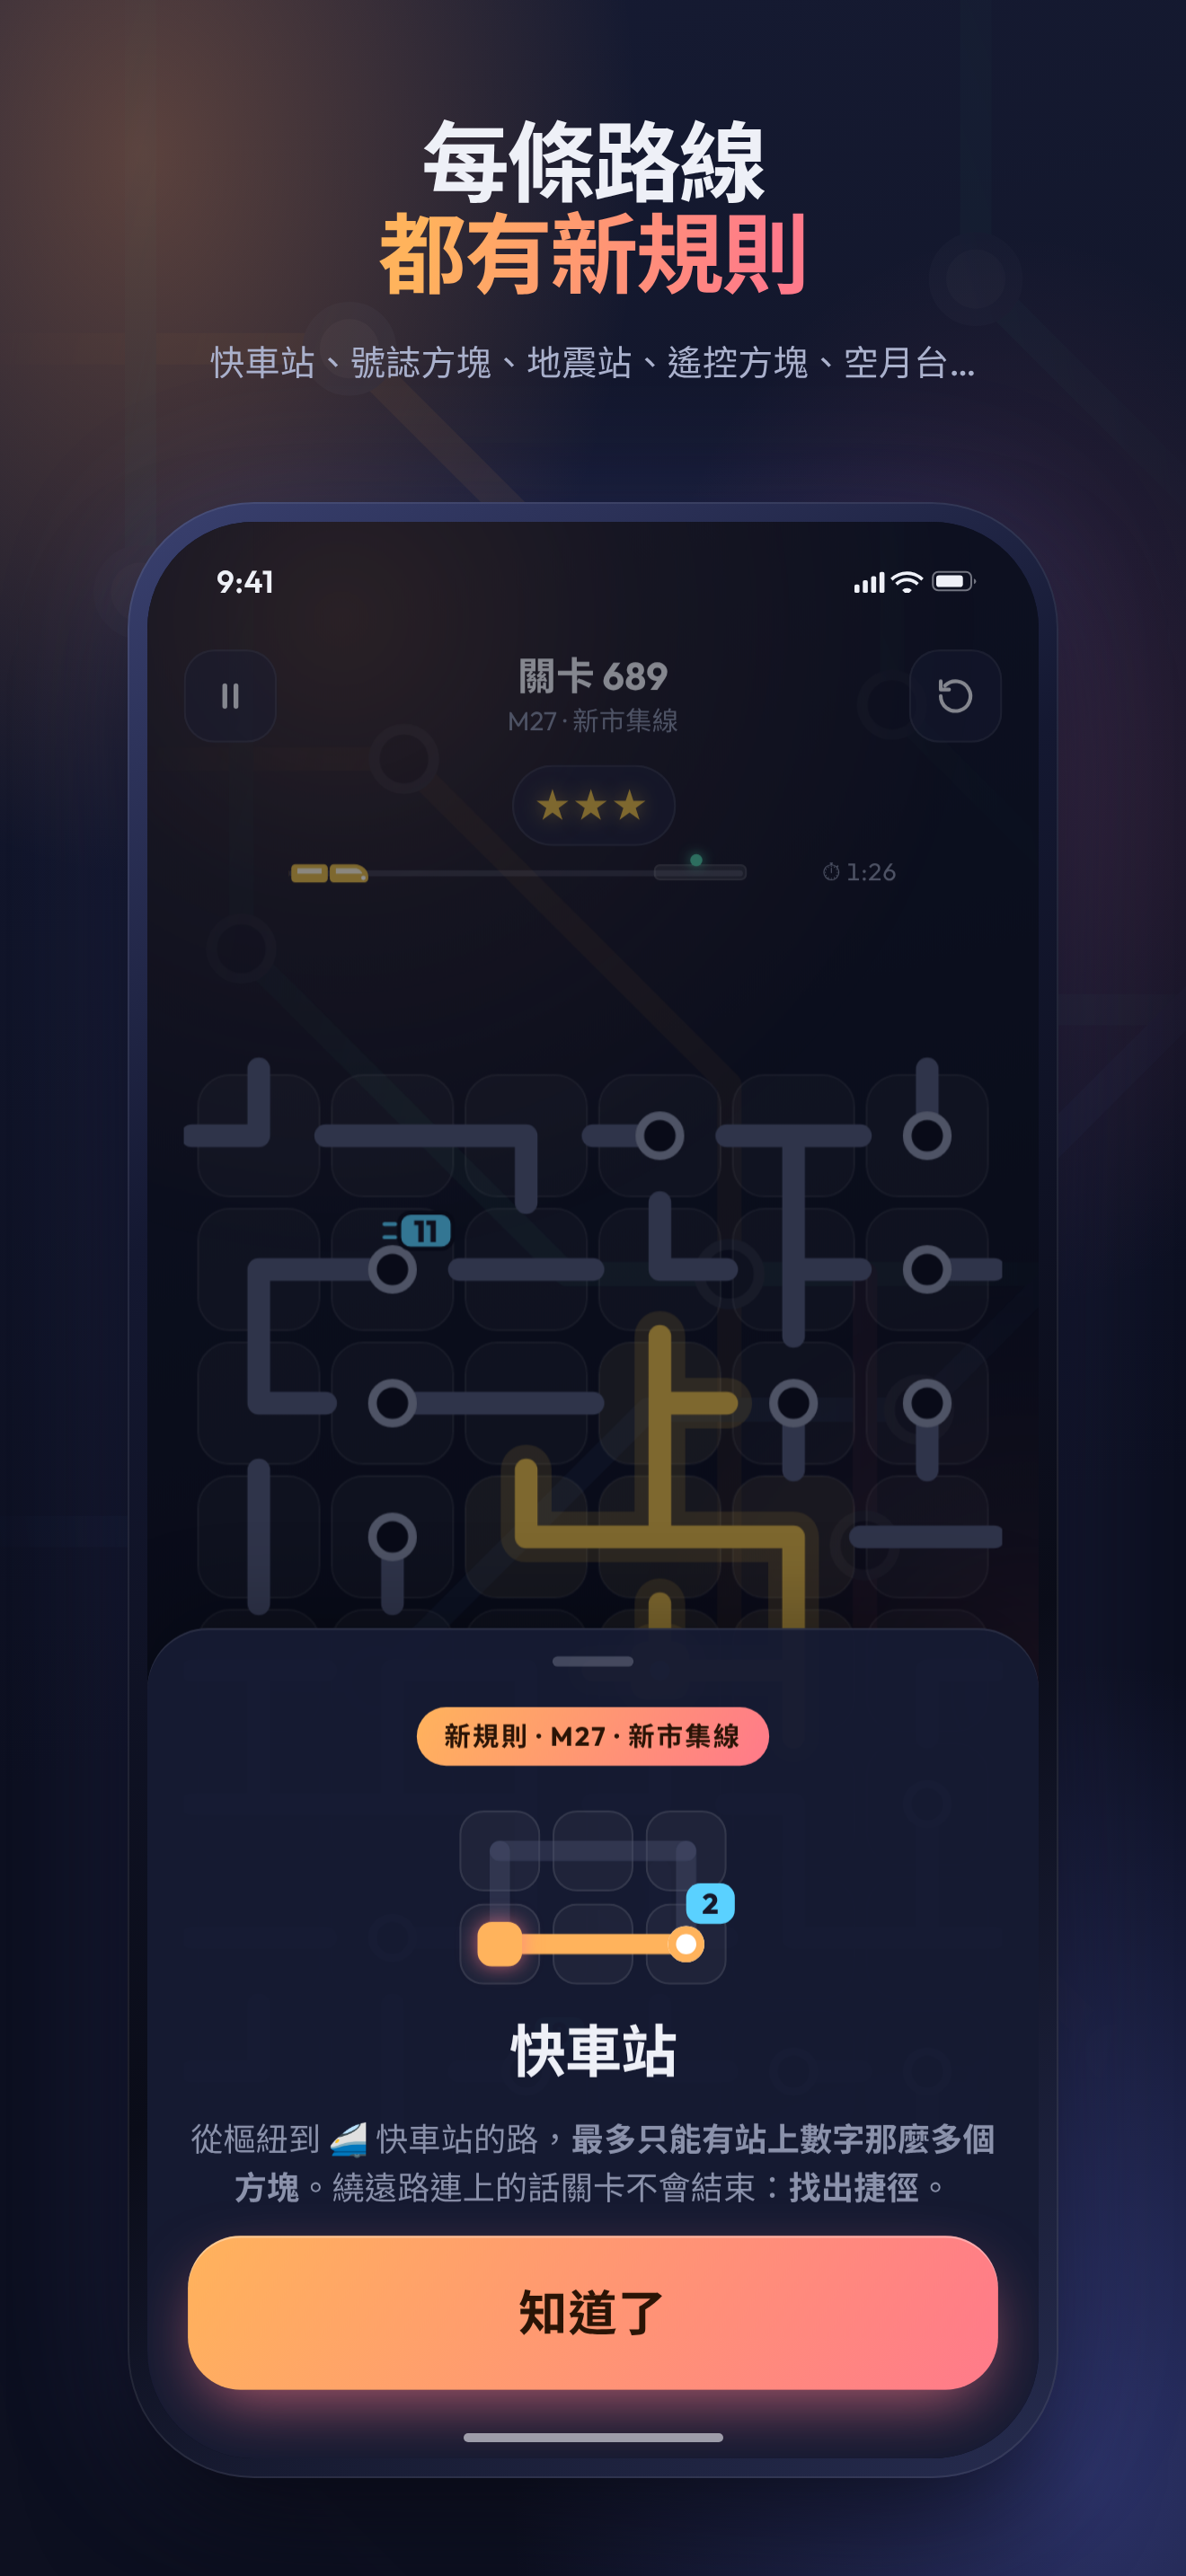 每條路線
都有新規則
快車站、號誌方塊、地震站、遙控方塊、空月台...
9:41
關卡 689
M27 · 新市集線
★★★
⏱ 1:26
11
新規則 · M27 · 新市集線
2
快車站
從樞紐到 🚄 快車站的路，最多只能有站上數字那麼多個
方塊。繞遠路連上的話關卡不會結束：找出捷徑。
知道了